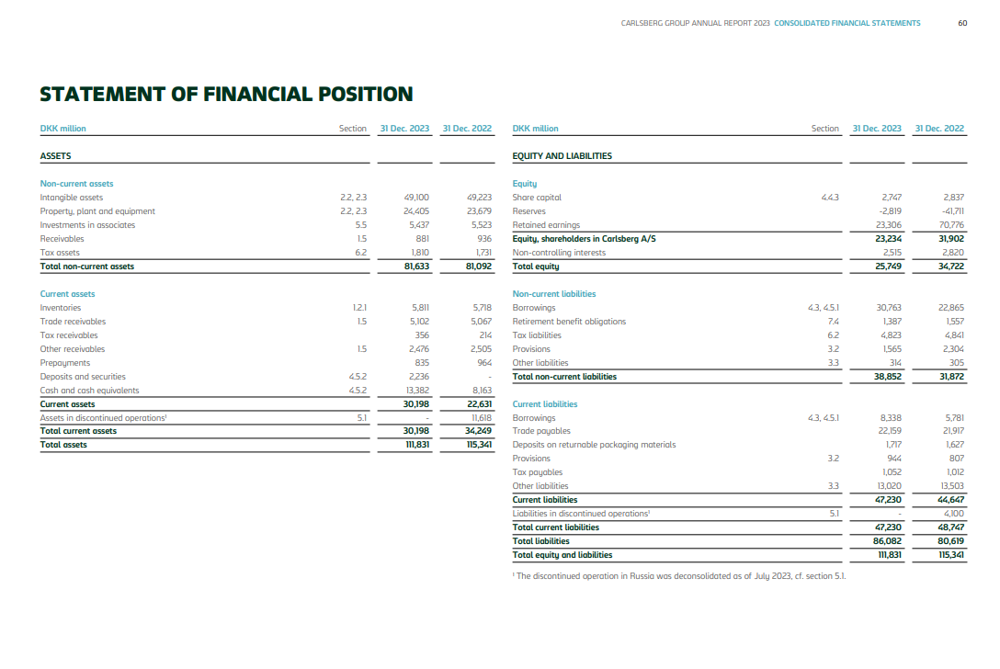 CARLSBERG GROUP ANNUAL REPORT 2023 CONSOLIDATED FINANCIAL STATEMENTS 60
STATEMENT OF FINANCIAL POSITION
DKK million Section 31 Dec. 2023 31 Dec. 2022
ASSETS
Non-current assets
Intangible assets 2.2, 2.3 49,100 49,223
Property, plant and equipment 2.2, 2.3 24,405 23,679
Investments in associates 5.5 5,437 5,523
Receivables 1.5 881 936
Tax assets 6.2 1,810 1,731
Total non-current assets 81,633 81,092
Current assets
Inventories 1.2.1 5,811 5,718
Trade receivables 1.5 5,102 5,067
Tax receivables 356 214
Other receivables 1.5 2,476 2,505
Prepayments 835 964
Deposits and securities 4.5.2 2,236 -
Cash and cash equivalents 4.5.2 13,382 8,163
Current assets 30,198 22,631
Assets in discontinued operations¹ 5.1 - 11,618
Total current assets 30,198 34,249
Total assets 111,831 115,341
DKK million Section 31 Dec. 2023 31 Dec. 2022
EQUITY AND LIABILITIES
Equity
Share capital 4.4.3 2,747 2,837
Reserves -2,819 -41,711
Retained earnings 23,306 70,776
Equity, shareholders in Carlsberg A/S 23,234 31,902
Non-controlling interests 2,515 2,820
Total equity 25,749 34,722
Non-current liabilities
Borrowings 4.3, 4.5.1 30,763 22,865
Retirement benefit obligations 7.4 1,387 1,557
Tax liabilities 6.2 4,823 4,841
Provisions 3.2 1,565 2,304
Other liabilities 3.3 314 305
Total non-current liabilities 38,852 31,872
Current liabilities
Borrowings 4.3, 4.5.1 8,338 5,781
Trade payables 22,159 21,917
Deposits on returnable packaging materials 1,717 1,627
Provisions 3.2 944 807
Tax payables 1,052 1,012
Other liabilities 3.3 13,020 13,503
Current liabilities 47,230 44,647
Liabilities in discontinued operations¹ 5.1 - 4,100
Total current liabilities 47,230 48,747
Total liabilities 86,082 80,619
Total equity and liabilities 111,831 115,341
¹ The discontinued operation in Russia was deconsolidated as of July 2023, cf. section 5.1.